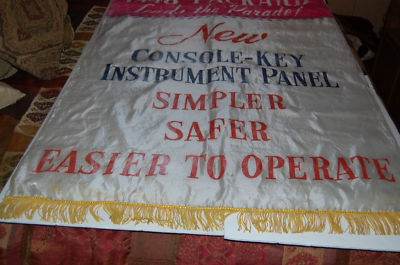 Leads the Parade!
New
CONSOLE-KEY
INSTRUMENT PANEL
SIMPLER
SAFER
EASIER TO OPERATE